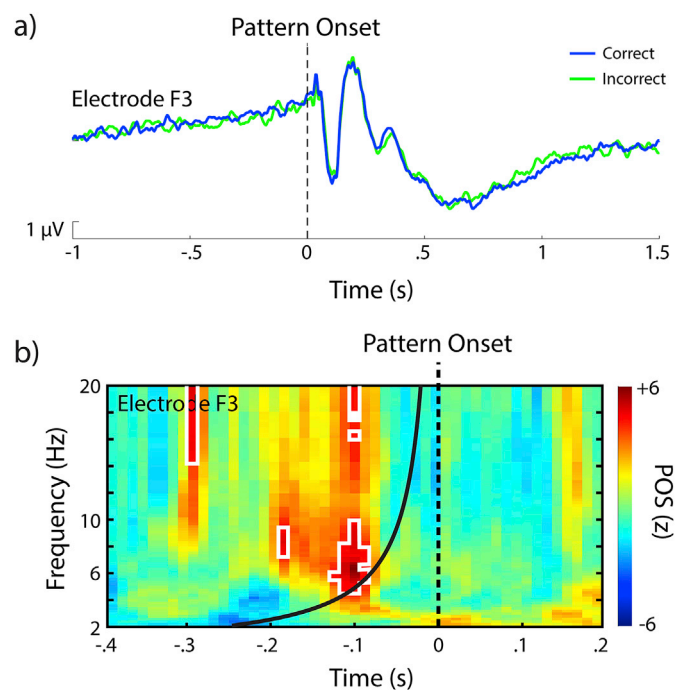 a)
Pattern Onset
Correct
Incorrect
Electrode F3
1 µV
-1 -.5 0 .5 1 1.5
Time (s)
b)
Pattern Onset
Electrode F3
20
10
6
2
Frequency (Hz)
-.4 -.3 -.2 -.1 0 .1 .2
Time (s)
+6
-6
POS (z)